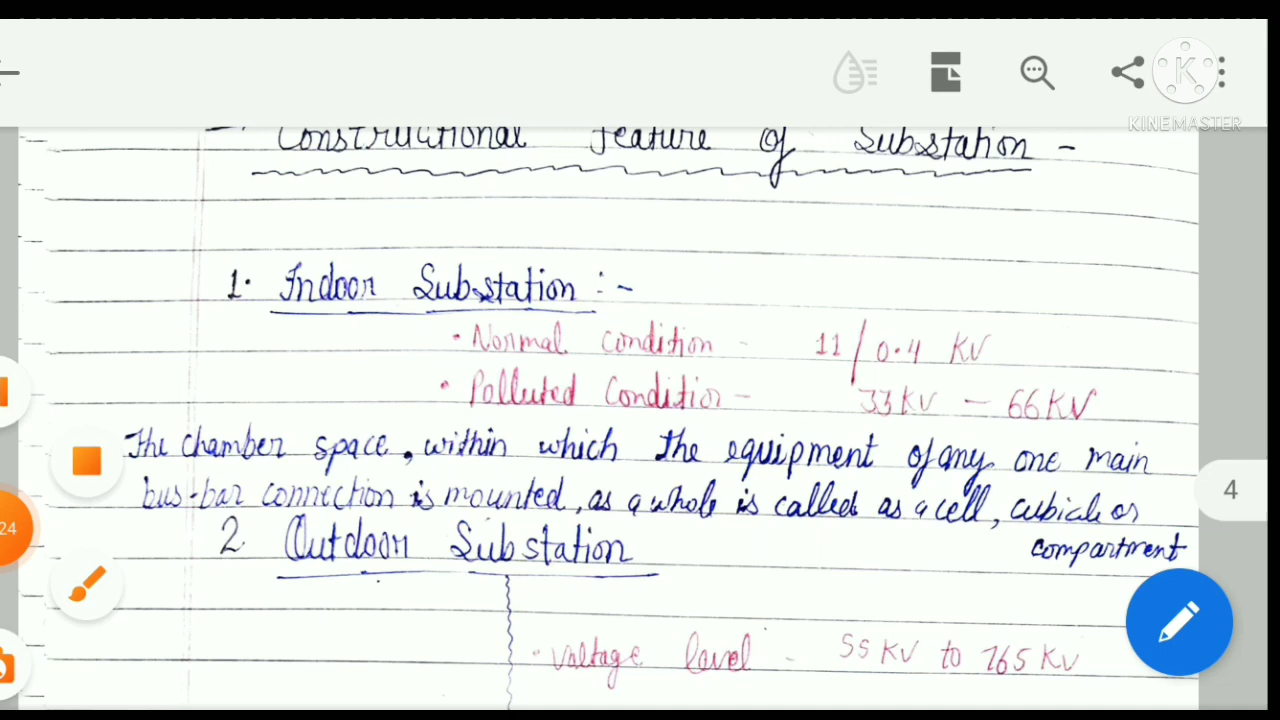 KINEMASTER
Constructional feature of Substation -
1. Indoor Substation :-
• Normal condition - 11/0.4 KV
• Polluted Condition - 33KV - 66KV
The chamber space, within which the equipment of any one main
bus-bar connection is mounted, as a whole is called as a cell, cubicle or
compartment
4
24
2. Outdoor Substation
• Voltage level - 55 KV to 765 KV